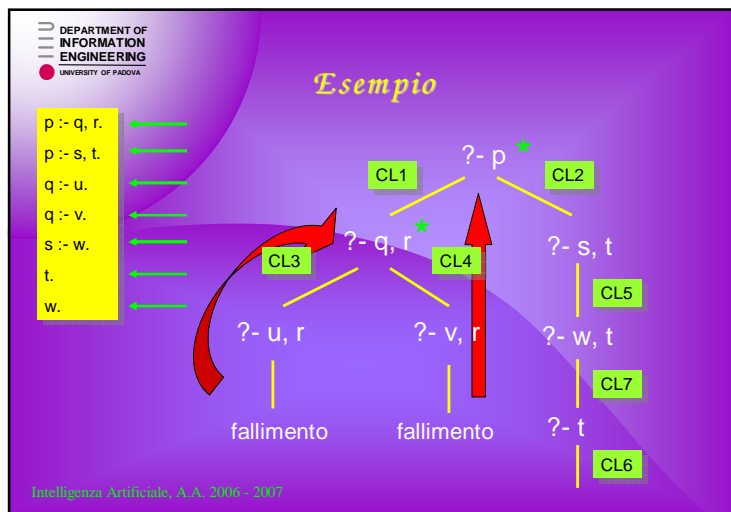 DEPARTMENT OF
INFORMATION
ENGINEERING
UNIVERSITY OF PADOVA
Esempio
p :- q, r.
p :- s, t.
q :- u.
q :- v.
s :- w.
t.
w.
?- p *
CL1
CL2
?- q, r *
?- s, t
CL3
CL4
CL5
?- u, r
?- v, r
?- w, t
CL7
fallimento
fallimento
?- t
CL6
Intelligenza Artificiale, A.A. 2006 - 2007